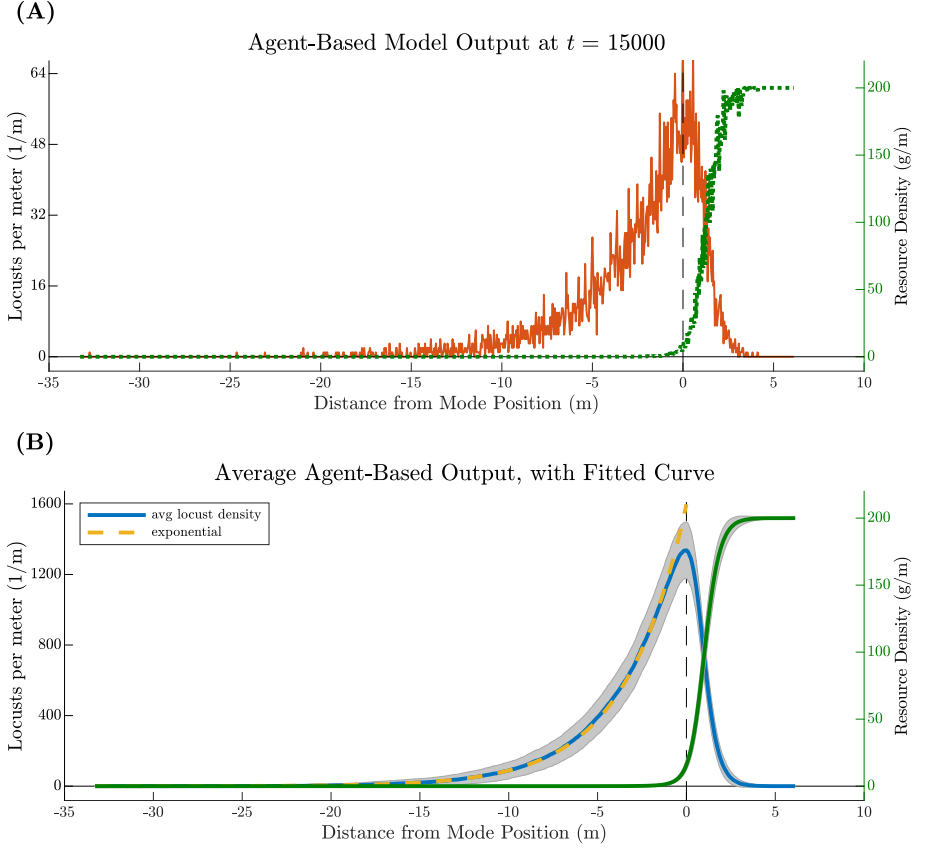 (A)
Agent-Based Model Output at t = 15000
64
48
32
16
0
Locusts per meter (1/m)
200
150
100
50
0
Resource Density (g/m)
-35 -30 -25 -20 -15 -10 -5 0 5 10
Distance from Mode Position (m)
(B)
Average Agent-Based Output, with Fitted Curve
avg locust density
exponential
1600
1200
800
400
0
Locusts per meter (1/m)
200
150
100
50
0
Resource Density (g/m)
-35 -30 -25 -20 -15 -10 -5 0 5 10
Distance from Mode Position (m)